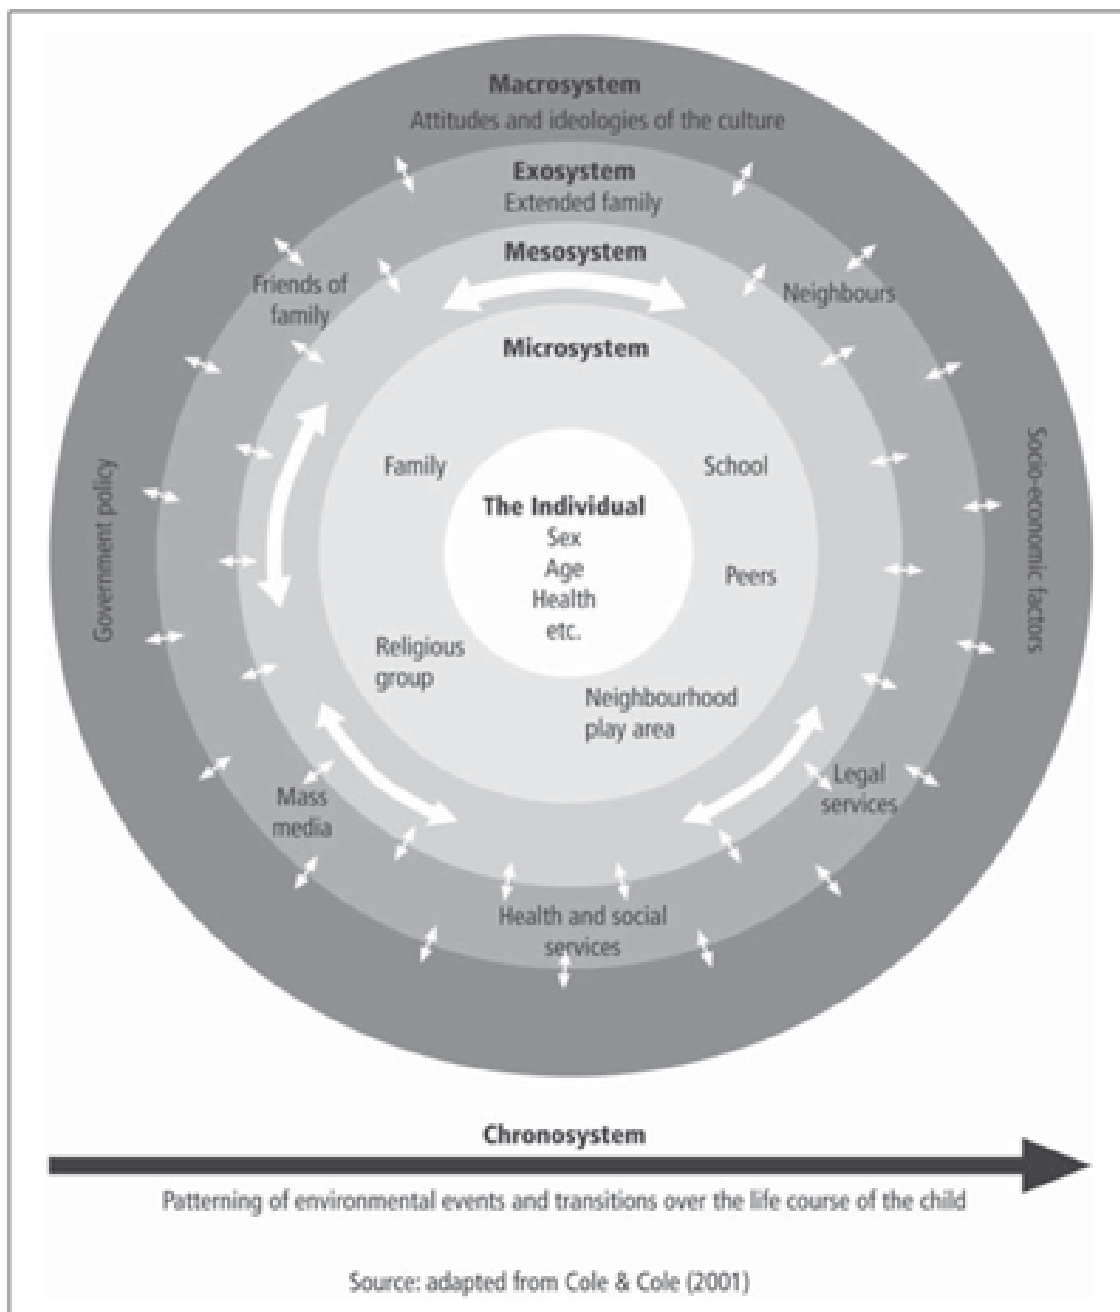 Macrosystem
Attitudes and ideologies of the culture
Exosystem
Extended family
Mesosystem
Friends of
family
Neighbours
Microsystem
Family
School
The Individual
Sex
Age
Health
etc.
Peers
Religious
group
Neighbourhood
play area
Government policy
Socio-economic factors
Mass
media
Legal
services
Health and social
services
Chronosystem
Patterning of environmental events and transitions over the life course of the child
Source: adapted from Cole & Cole (2001)